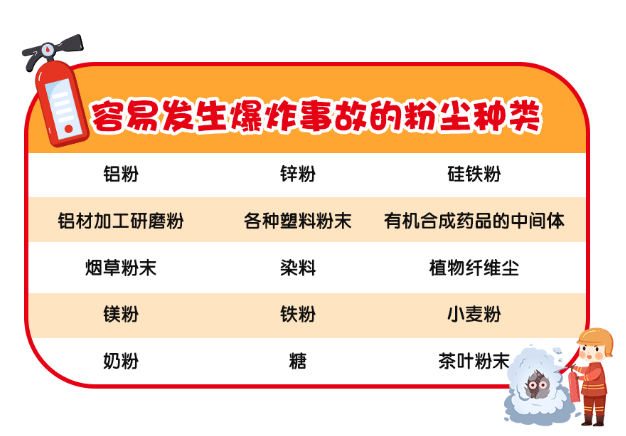 容易发生爆炸事故的粉尘种类
铝粉 锌粉 硅铁粉
铝材加工研磨粉 各种塑料粉末 有机合成药品的中间体
烟草粉末 染料 植物纤维尘
镁粉 铁粉 小麦粉
奶粉 糖 茶叶粉末